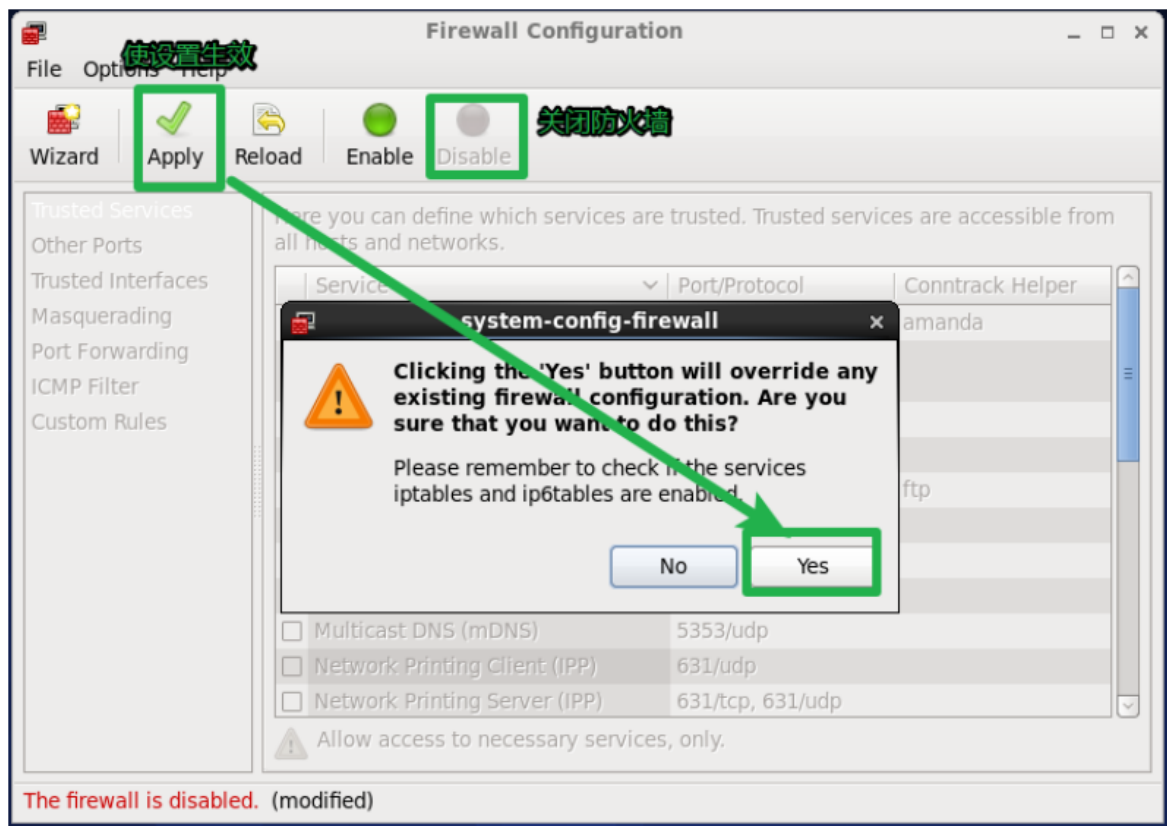 Firewall Configuration
使设置生效
File Options Help
关闭防火墙
Wizard Apply Reload Enable Disable
Trusted Services
Other Ports
Trusted Interfaces
Masquerading
Port Forwarding
ICMP Filter
Custom Rules
Here you can define which services are trusted. Trusted services are accessible from
all hosts and networks.
Service Port/Protocol Conntrack Helper
amanda
system-config-firewall
Clicking the 'Yes' button will override any
existing firewall configuration. Are you
sure that you want to do this?
Please remember to check if the services
iptables and ip6tables are enabled.
ftp
No Yes
Multicast DNS (mDNS) 5353/udp
Network Printing Client (IPP) 631/udp
Network Printing Server (IPP) 631/tcp, 631/udp
Allow access to necessary services, only.
The firewall is disabled. (modified)